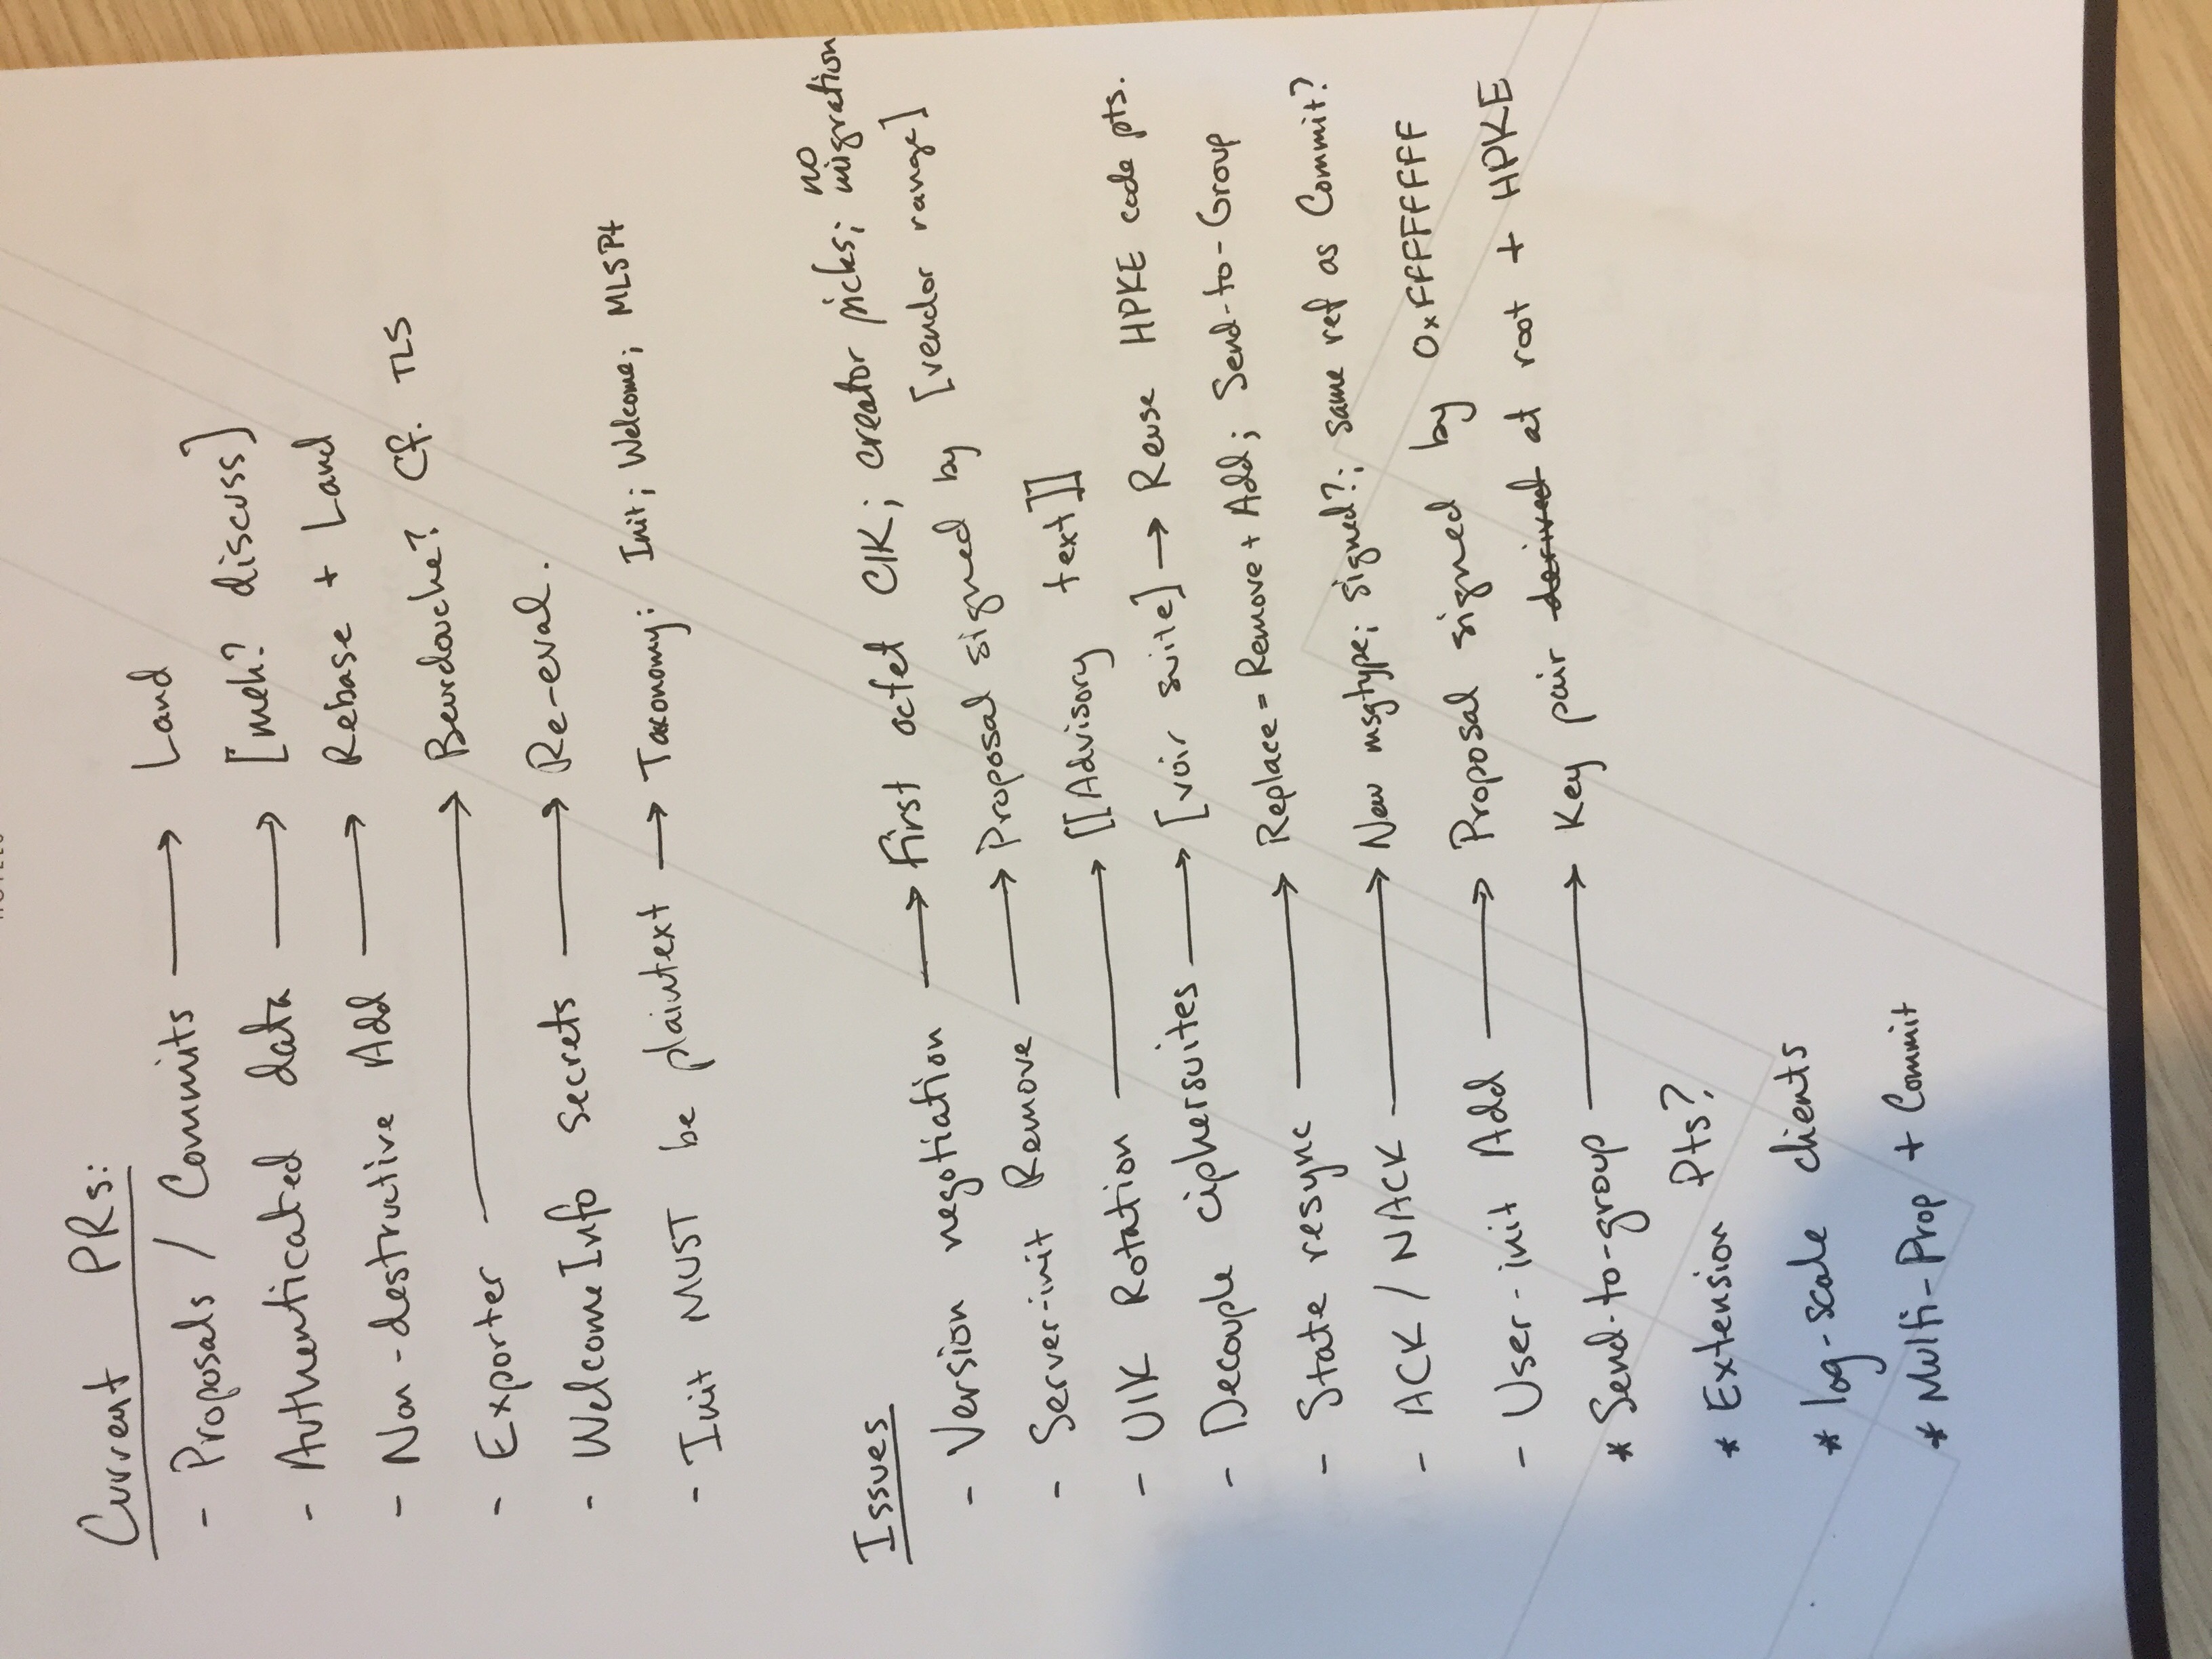 HOTELS
Current PRs:
- Proposals / Commits → Land
- Authenticated data → [meh? discuss]
- Non-destructive Add → Rebase + Land
- Exporter → Beurdouche? Cf. TLS
- WelcomeInfo secrets → Re-eval.
- Init MUST be plaintext → Taxonomy: Init; Welcome; MLSPt
Issues
- Version negotiation → First octet CIK; creator picks; no migration
- Server-init Remove → Proposal signed by [vendor range]
- UIK Rotation → [[Advisory text]]
- Decouple ciphersuites → [voir suite] → Reuse HPKE code pts.
- State resync → Replace = Remove + Add; Send-to-Group
- ACK / NACK → New msgtype; signed?; same ref as Commit?
- User-init Add → Proposal signed by 0xFFFFFFFF
* Send-to-group → Key pair derived at root + HPKE
* Extension Pts?
* log-scale clients
* Multi-Prop + Commit